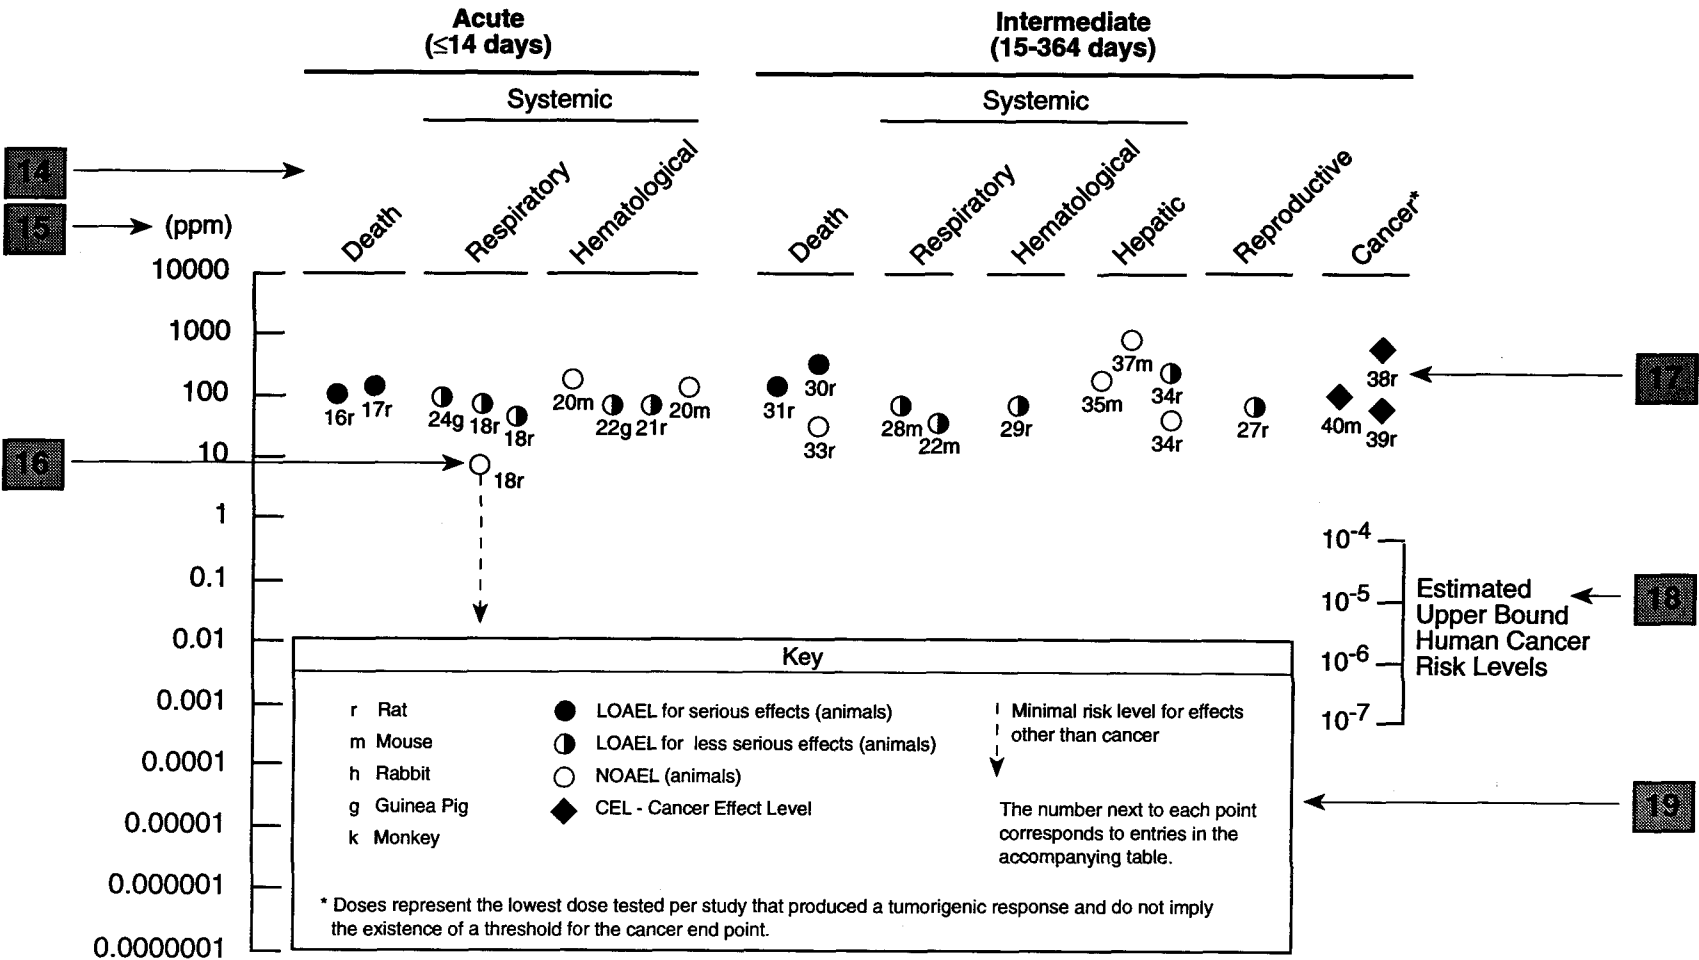 Acute
(≤14 days)
Intermediate
(15-364 days)
Systemic
Systemic
14
15
(ppm)
Death
Respiratory
Hematological
Death
Respiratory
Hematological
Hepatic
Reproductive
Cancer*
10000
1000
100
10
1
0.1
0.01
0.001
0.0001
0.00001
0.000001
0.0000001
16r
17r
24g
18r
18r
18r
20m
22g
21r
20m
31r
30r
33r
28m
22m
29r
35m
37m
34r
34r
27r
40m
38r
39r
16
17
18
19
10-4
10-5
10-6
10-7
Estimated
Upper Bound
Human Cancer
Risk Levels
Key
r Rat
m Mouse
h Rabbit
g Guinea Pig
k Monkey
LOAEL for serious effects (animals)
LOAEL for less serious effects (animals)
NOAEL (animals)
CEL - Cancer Effect Level
Minimal risk level for effects
other than cancer
The number next to each point
corresponds to entries in the
accompanying table.
* Doses represent the lowest dose tested per study that produced a tumorigenic response and do not imply
the existence of a threshold for the cancer end point.